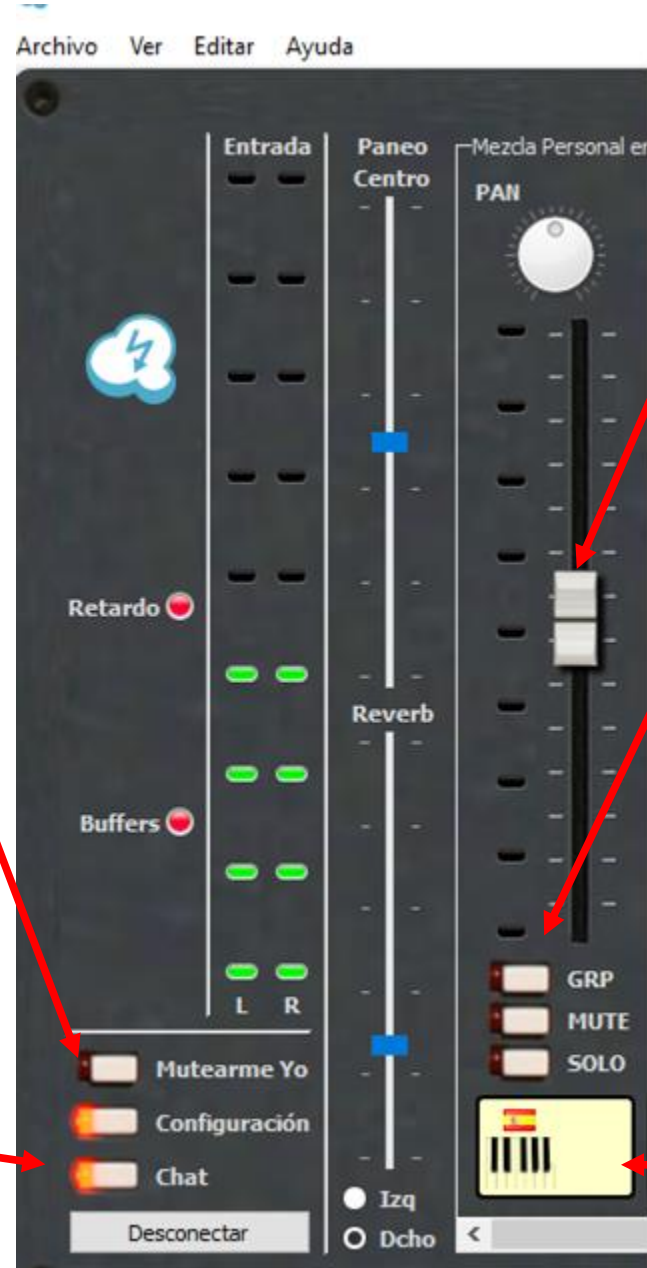 Archivo Ver Editar Ayuda
Entrada
Paneo
Centro
Mezcla Personal en
PAN
Retardo
Buffers
L R
Reverb
Mutearme Yo
Configuración
Chat
Desconectar
Izq
Dcho
GRP
MUTE
SOLO